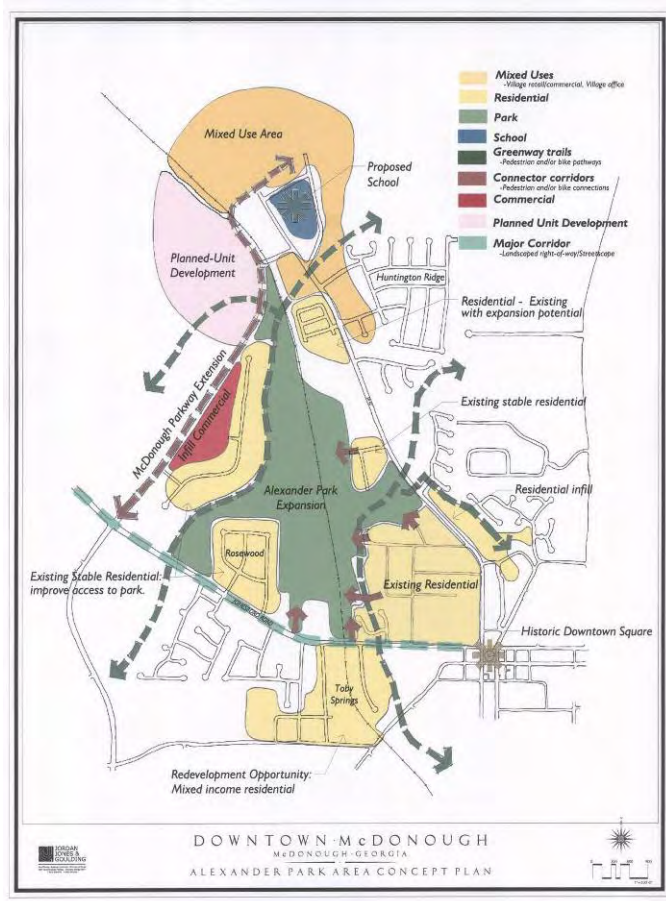 Mixed Uses
-Village retail/commercial, Village office
Residential
Park
School
Greenway trails
-Pedestrian and/or bike pathways
Connector corridors
-Pedestrian and/or bike connections
Commercial
Planned Unit Development
Major Corridor
-Landscaped right-of-way/Streetscape
Mixed Use Area
Proposed
School
Planned-Unit
Development
Huntington Ridge
Residential - Existing
with expansion potential
McDonough Parkway Extension
Infill Commercial
Existing stable residential
Alexander Park
Expansion
Residential infill
Rosewood
Existing Stable Residential:
improve access to park.
Existing Residential
Historic Downtown Square
Toby
Springs
Redevelopment Opportunity:
Mixed income residential
JORDAN
JONES &
GOULDING
DOWNTOWN·McDONOUGH
McDONOUGH·GEORGIA
ALEXANDER PARK AREA CONCEPT PLAN